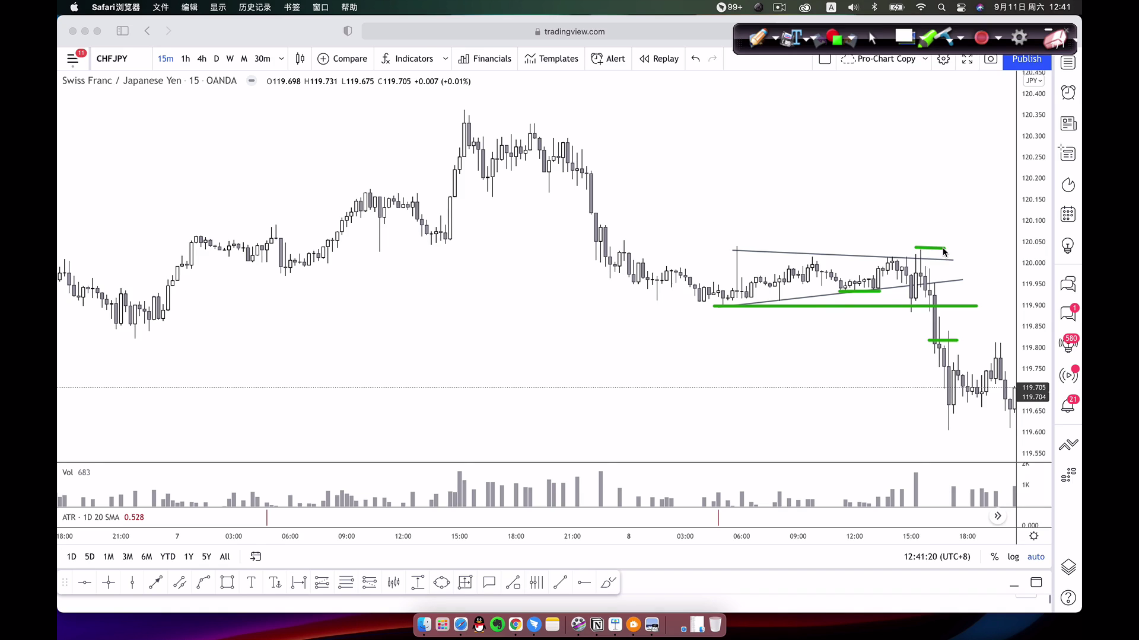 Safari浏览器 文件 编辑 显示 历史记录 书签 窗口 帮助 99+ A 9月11日 周六 12:41
tradingview.com
11 CHFJPY 15m 1h 4h D W M 30m Compare Indicators Financials Templates Alert Replay Pro-Chart Copy Publish
Swiss Franc / Japanese Yen · 15 · OANDA O119.698 H119.731 L119.675 C119.705 +0.007 (+0.01%)
120.450
JPY
120.400
120.350
120.300
120.250
120.200
120.150
120.100
120.050
120.000
119.950
119.900
119.850
119.800
119.750
119.705
119.704
119.650
119.600
119.550
1
580
21
Vol 683
2K
1K
ATR · 1D 20 SMA 0.528
0.000
18:00 7 03:00 06:00 09:00 12:00 15:00 18:00 21:00 8 03:00 06:00 09:00 12:00 15:00 18:00
1D 5D 1M 3M 6M YTD 1Y 5Y All 12:41:20 (UTC+8) % log auto